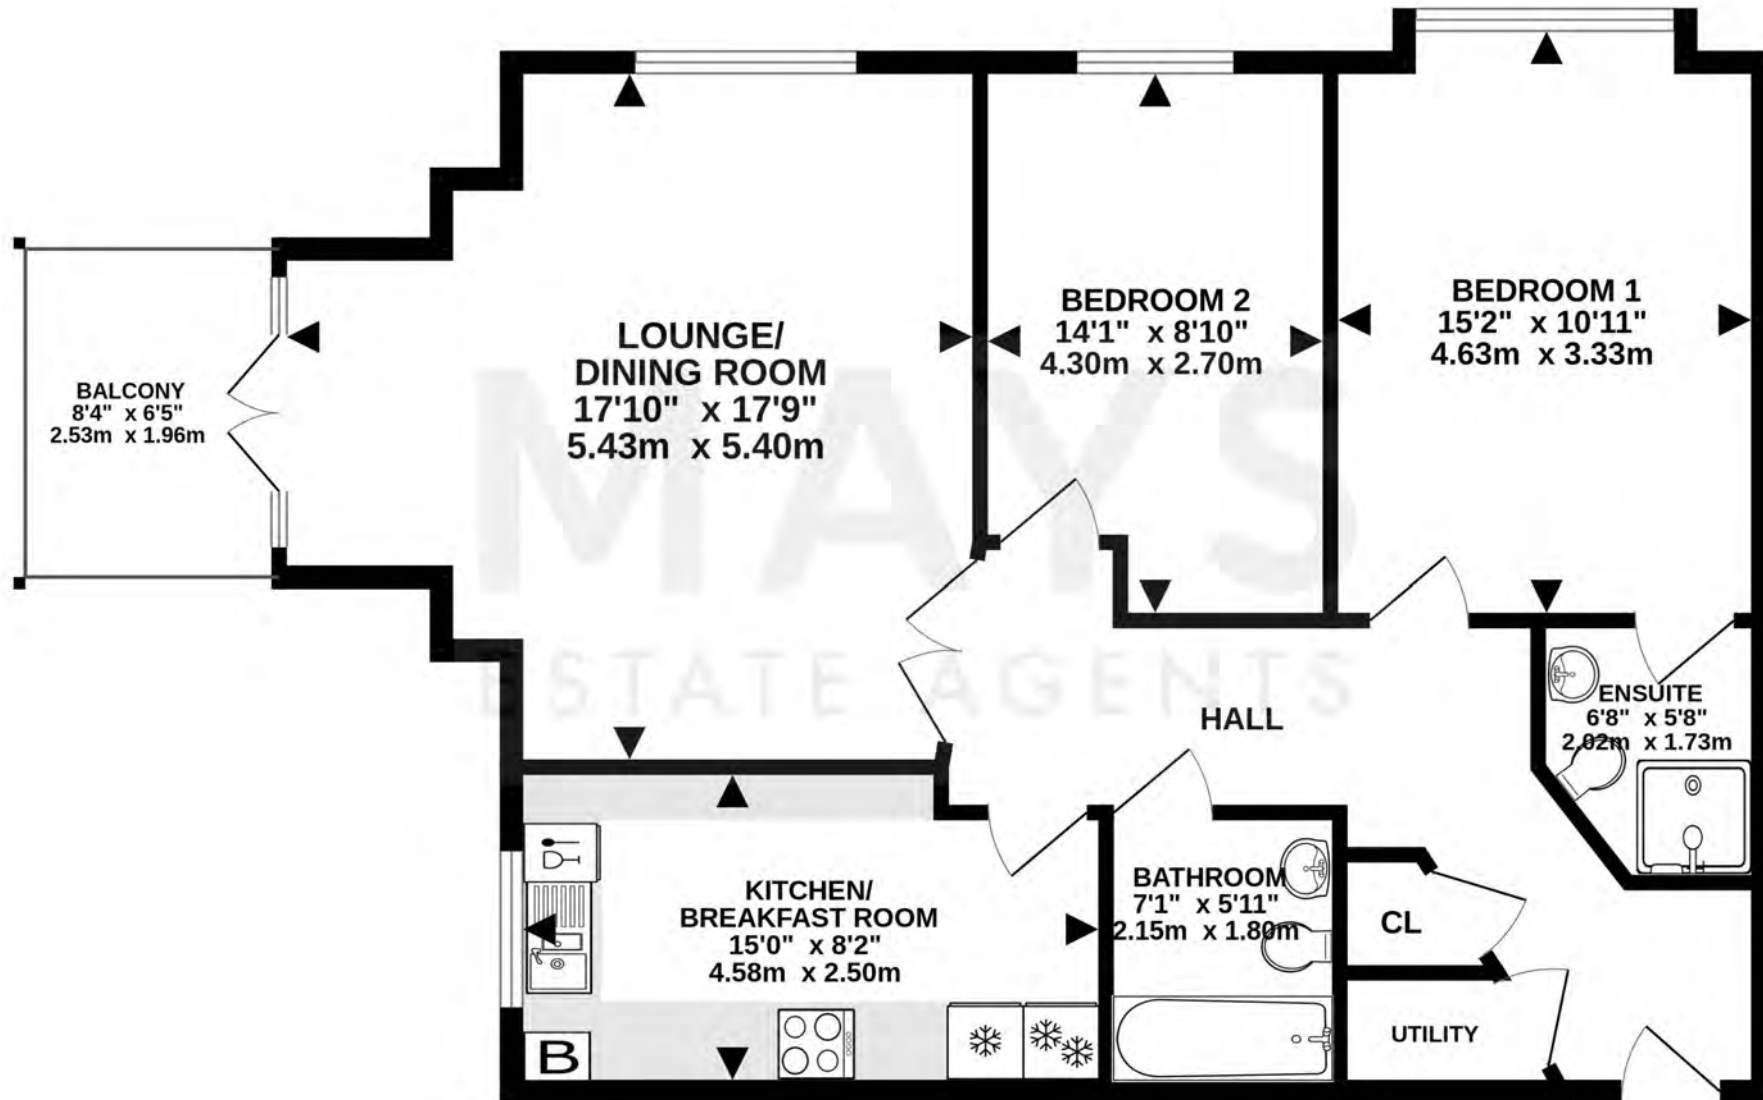 BALCONY
8'4" x 6'5"
2.53m x 1.96m
LOUNGE/
DINING ROOM
17'10" x 17'9"
5.43m x 5.40m
BEDROOM 2
14'1" x 8'10"
4.30m x 2.70m
BEDROOM 1
15'2" x 10'11"
4.63m x 3.33m
MAYS
ESTATE AGENTS
HALL
ENSUITE
6'8" x 5'8"
2.02m x 1.73m
KITCHEN/
BREAKFAST ROOM
15'0" x 8'2"
4.58m x 2.50m
B
BATHROOM
7'1" x 5'11"
2.15m x 1.80m
CL
UTILITY